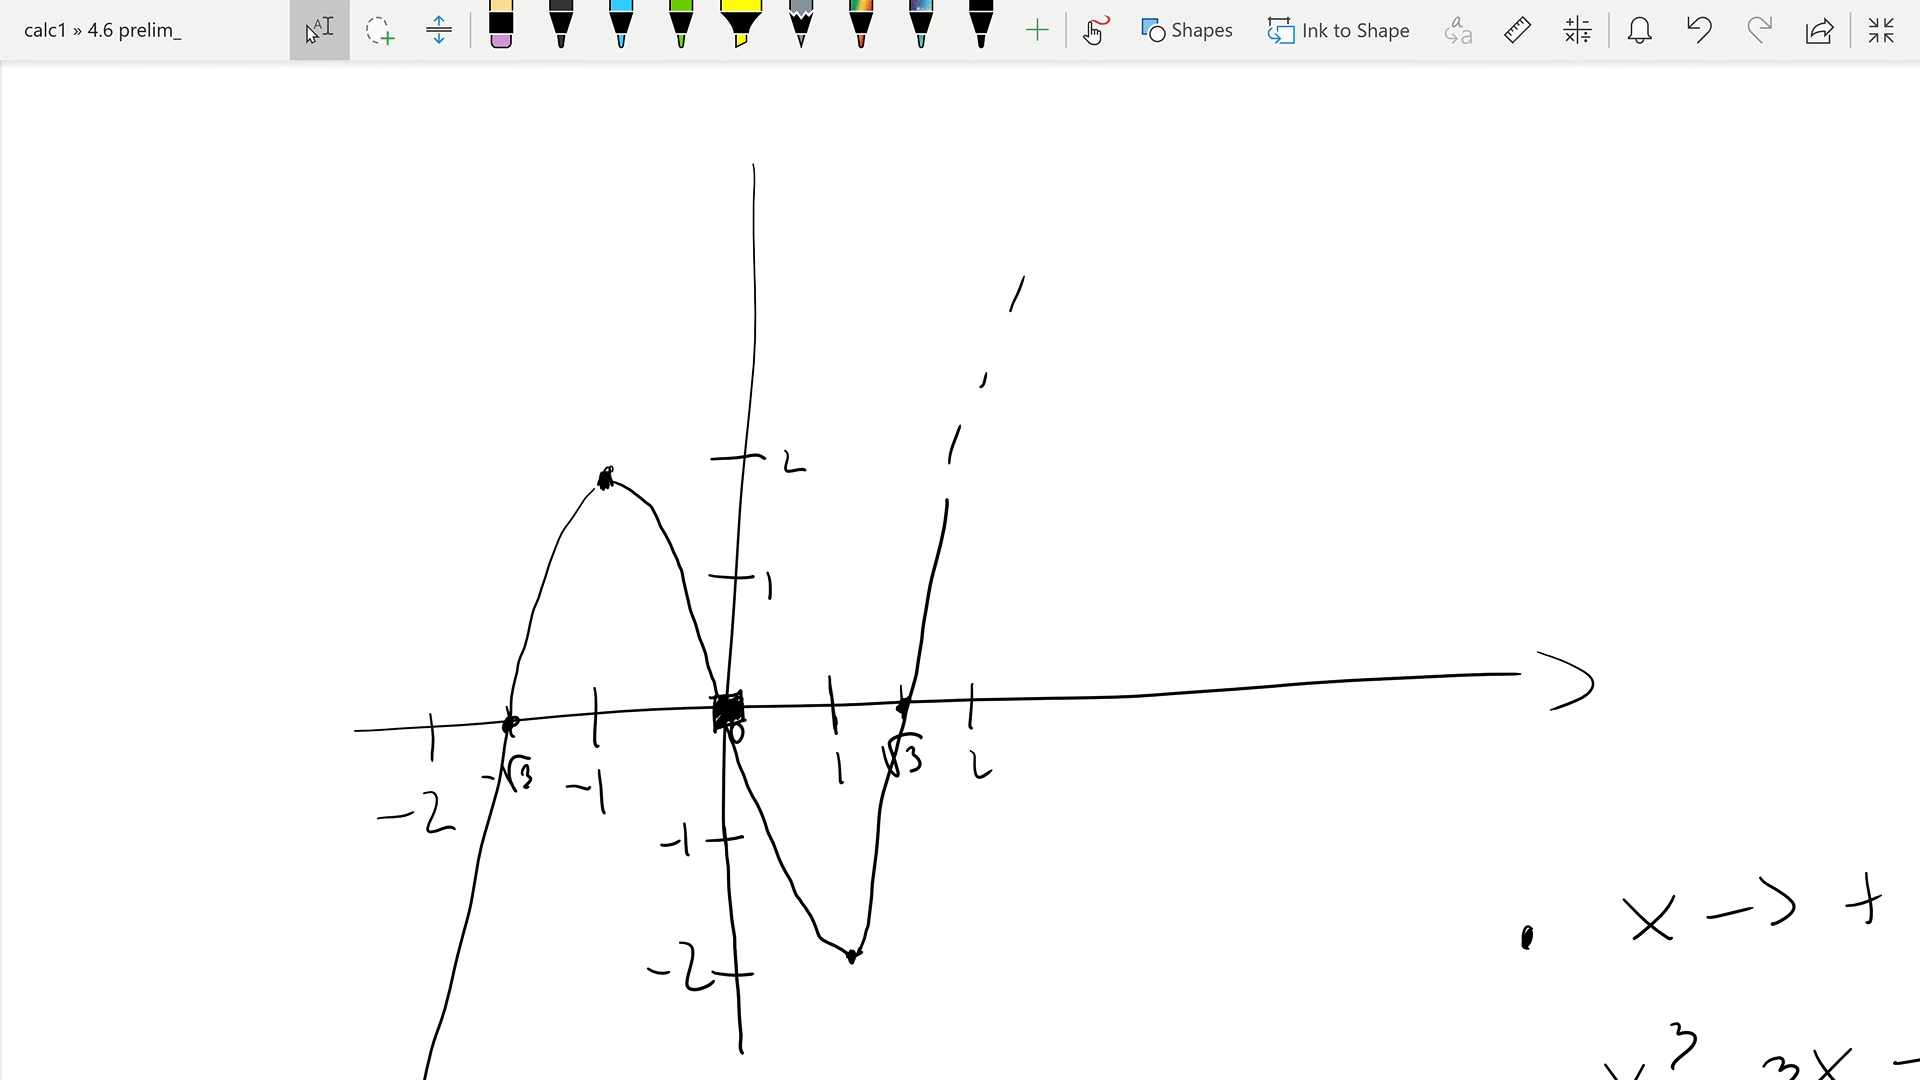 calc1 » 4.6 prelim_
Shapes
Ink to Shape
2
1
0
-2
-√3
-1
1
√3
2
-1
-2
• x -> +
x³ 3x -